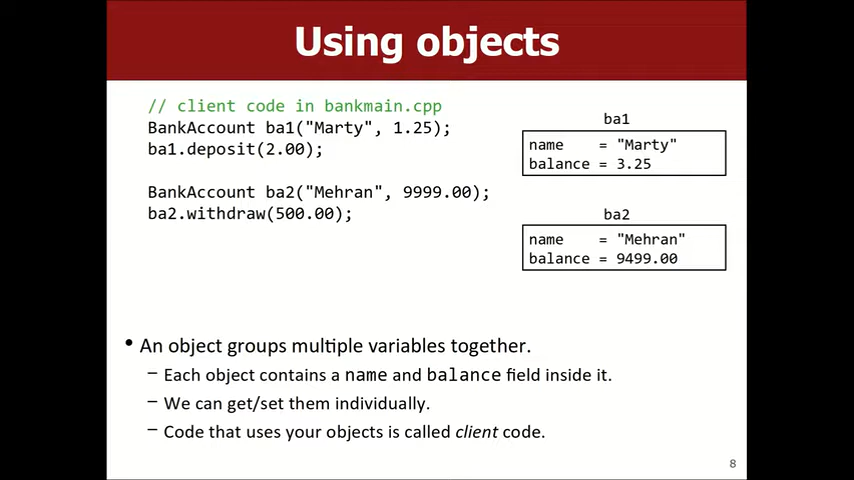 Using objects
// client code in bankmain.cpp
BankAccount ba1("Marty", 1.25);
ba1.deposit(2.00);
BankAccount ba2("Mehran", 9999.00);
ba2.withdraw(500.00);
ba1
name    = "Marty"
balance = 3.25
ba2
name    = "Mehran"
balance = 9499.00
• An object groups multiple variables together.
– Each object contains a name and balance field inside it.
– We can get/set them individually.
– Code that uses your objects is called client code.
8